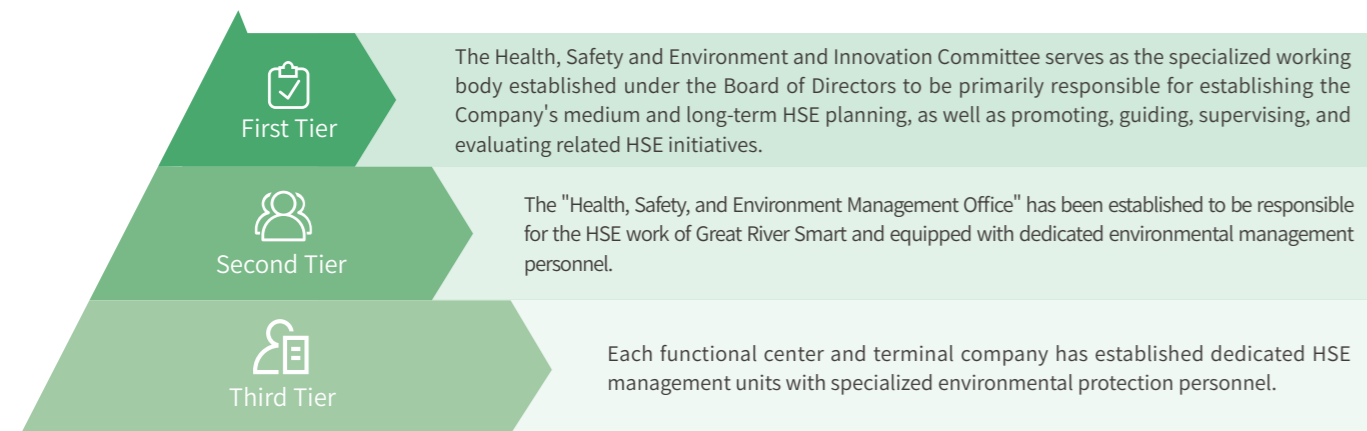 First Tier
The Health, Safety and Environment and Innovation Committee serves as the specialized working
body established under the Board of Directors to be primarily responsible for establishing the
Company's medium and long-term HSE planning, as well as promoting, guiding, supervising, and
evaluating related HSE initiatives.
Second Tier
The "Health, Safety, and Environment Management Office" has been established to be responsible
for the HSE work of Great River Smart and equipped with dedicated environmental management
personnel.
Third Tier
Each functional center and terminal company has established dedicated HSE
management units with specialized environmental protection personnel.